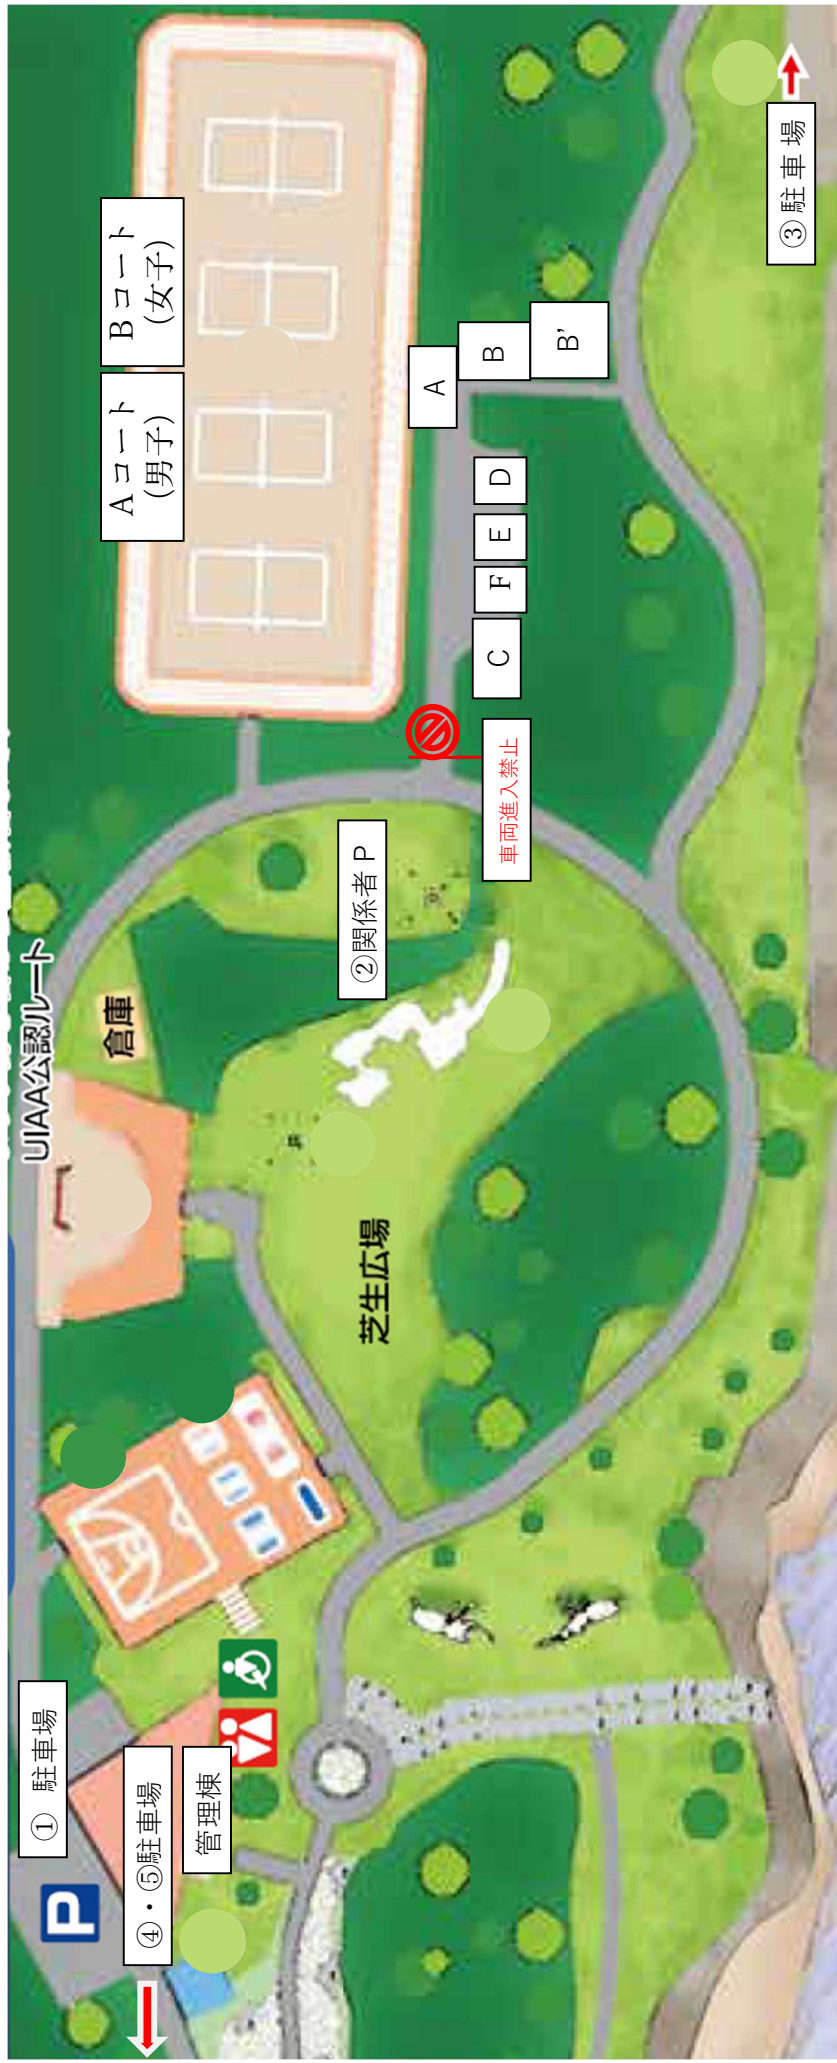 ① 駐車場
④・⑤駐車場
管理棟
P
UIAA公認ルート
倉庫
芝生広場
②関係者 P
車両進入禁止
Aコート
(男子)
Bコート
(女子)
C
F
E
D
A
B
B'
③駐車場